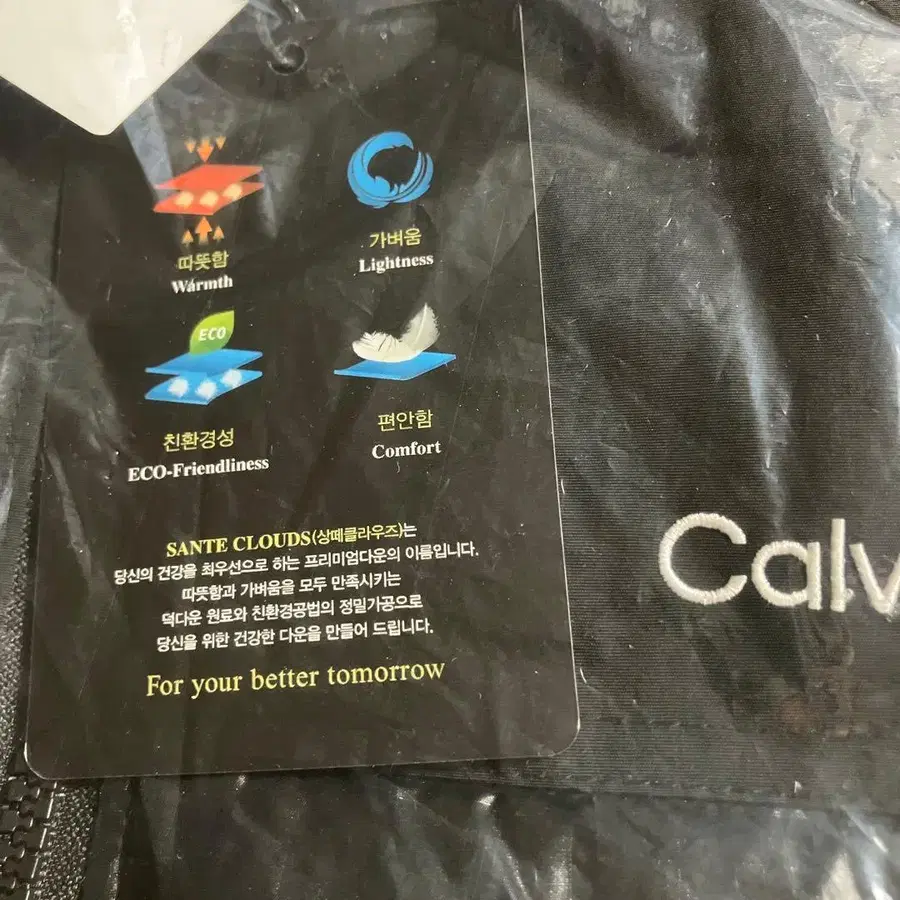 따뜻함
Warmth
가벼움
Lightness
ECO
친환경성
ECO-Friendliness
편안함
Comfort
SANTE CLOUDS(상떼클라우즈)는
당신의 건강을 최우선으로 하는 프리미엄다운의 이름입니다.
따뜻함과 가벼움을 모두 만족시키는
덕다운 원료와 친환경공법의 정밀가공으로
당신을 위한 건강한 다운을 만들어 드립니다.
For your better tomorrow
Calv